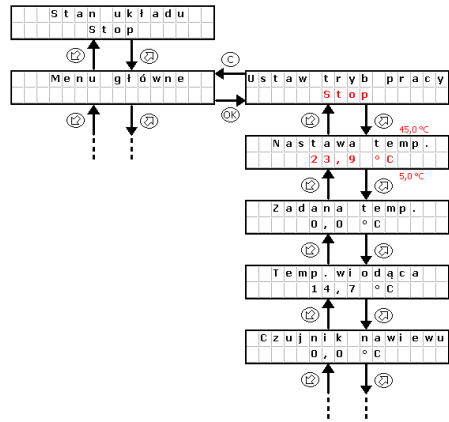 Stan układu
Stop
C
Menu główne
Ustaw tryb pracy
Stop
OK
45,0 °C
Nastawa temp.
23,9 °C
5,0 °C
Zadana temp.
0,0 °C
Temp.wiodąca
14,7 °C
Czujnik nawiewu
0,0 °C